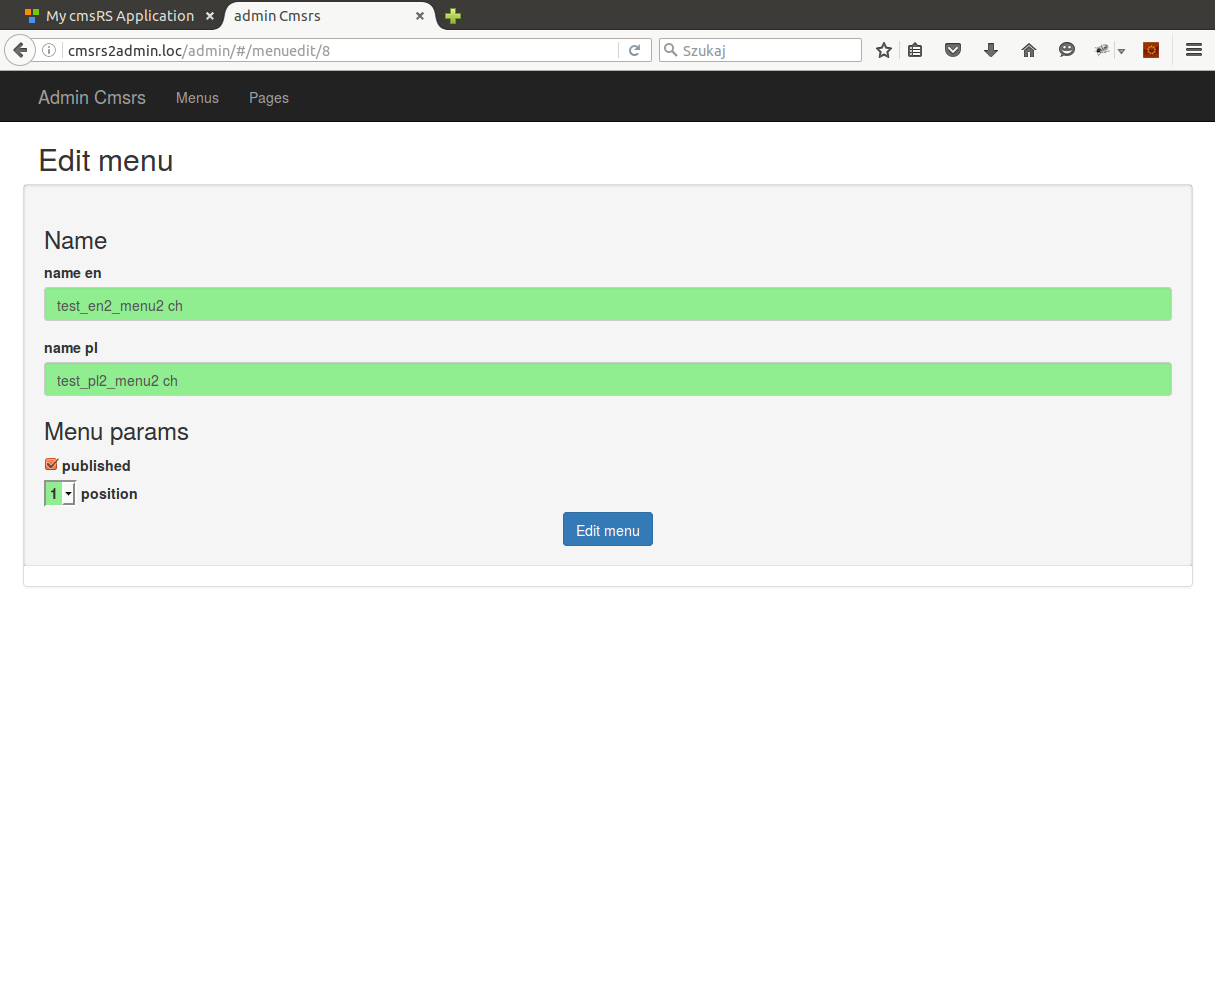 My cmsRS Application
admin Cmsrs
cmsrs2admin.loc/admin/#/menuedit/8
Szukaj
Admin Cmsrs Menus Pages
Edit menu
Name
name en
test_en2_menu2 ch
name pl
test_pl2_menu2 ch
Menu params
published
1 position
Edit menu